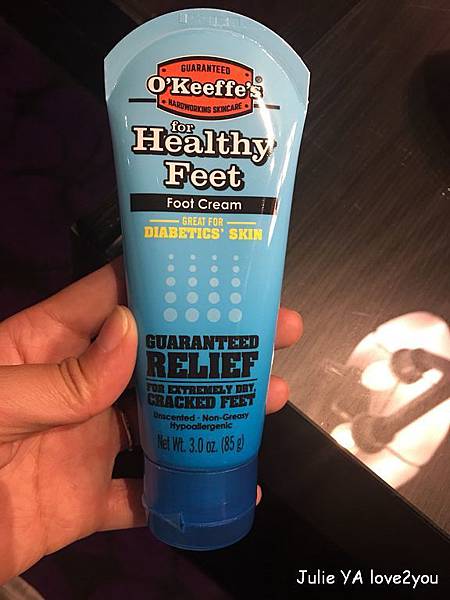 GUARANTEED
O'Keeffe's®
HARDWORKING SKINCARE
for
Healthy
Feet
Foot Cream
GREAT FOR
DIABETICS' SKIN
GUARANTEED
RELIEF
FOR EXTREMELY DRY,
CRACKED FEET
Unscented · Non-Greasy
Hypoallergenic
Net Wt. 3.0 oz. (85 g)
Julie YA love2you